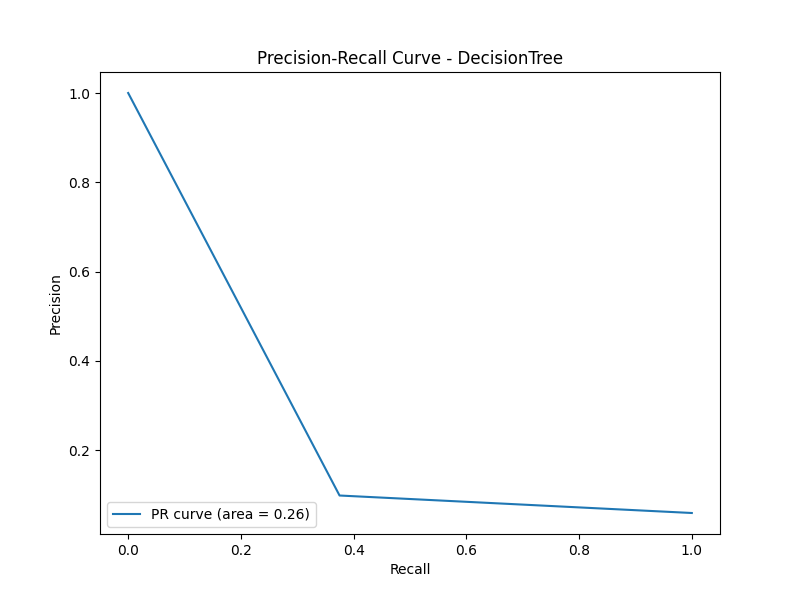 Precision-Recall Curve - DecisionTree
1.0
0.8
0.6
0.4
0.2
Precision
PR curve (area = 0.26)
0.0 0.2 0.4 0.6 0.8 1.0
Recall